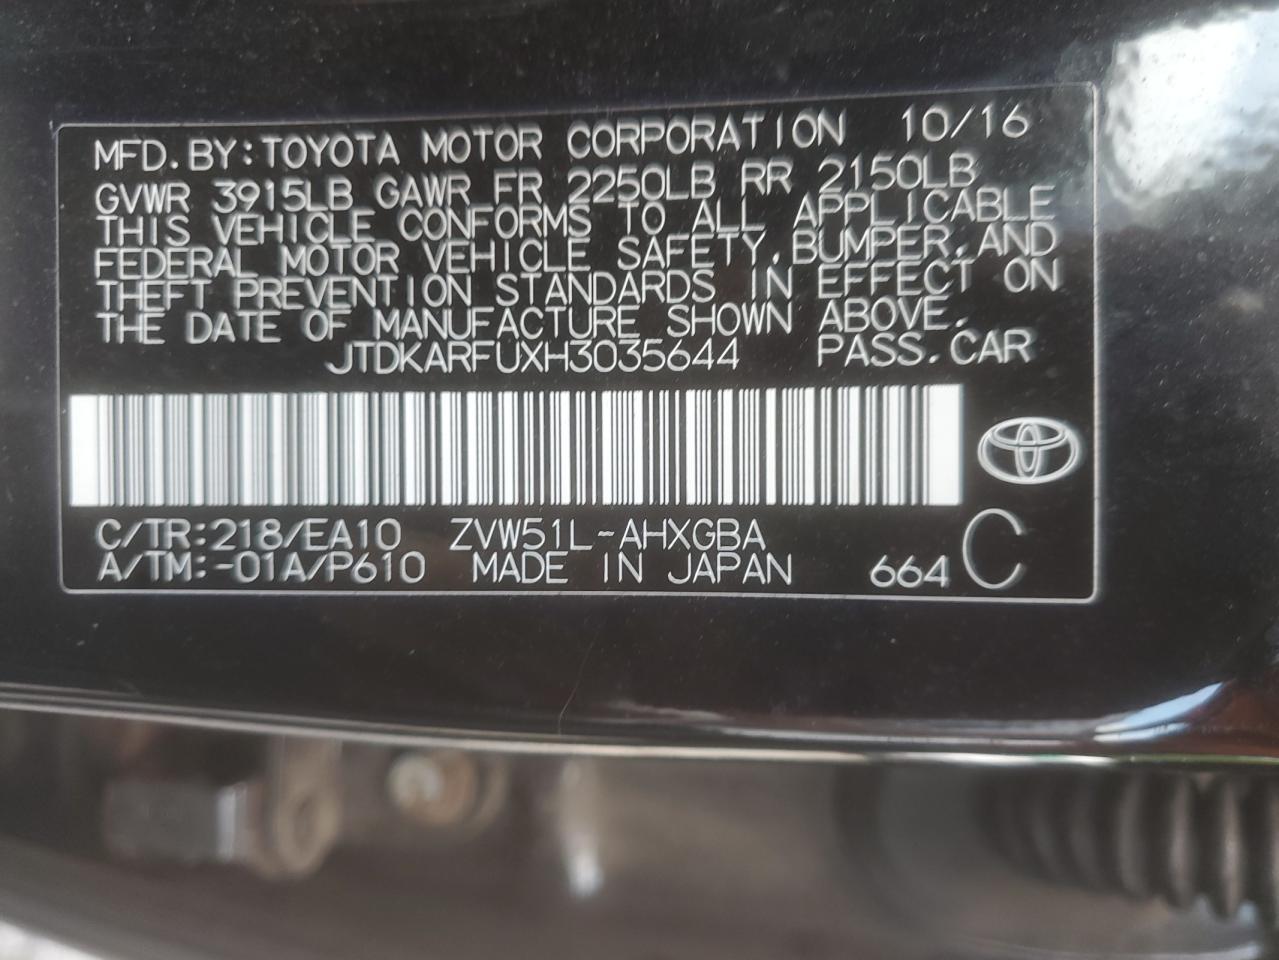 MFD.BY:TOYOTA MOTOR CORPORATION 10/16
GVWR 3915LB GAWR FR 2250LB RR 2150LB
THIS VEHICLE CONFORMS TO ALL APPLICABLE
FEDERAL MOTOR VEHICLE SAFETY,BUMPER,AND
THEFT PREVENTION STANDARDS IN EFFECT ON
THE DATE OF MANUFACTURE SHOWN ABOVE.
JTDKARFUXH3035644 PASS.CAR
C/TR:218/EA10 ZVW51L-AHXGBA
A/TM:-01A/P610 MADE IN JAPAN 664 C